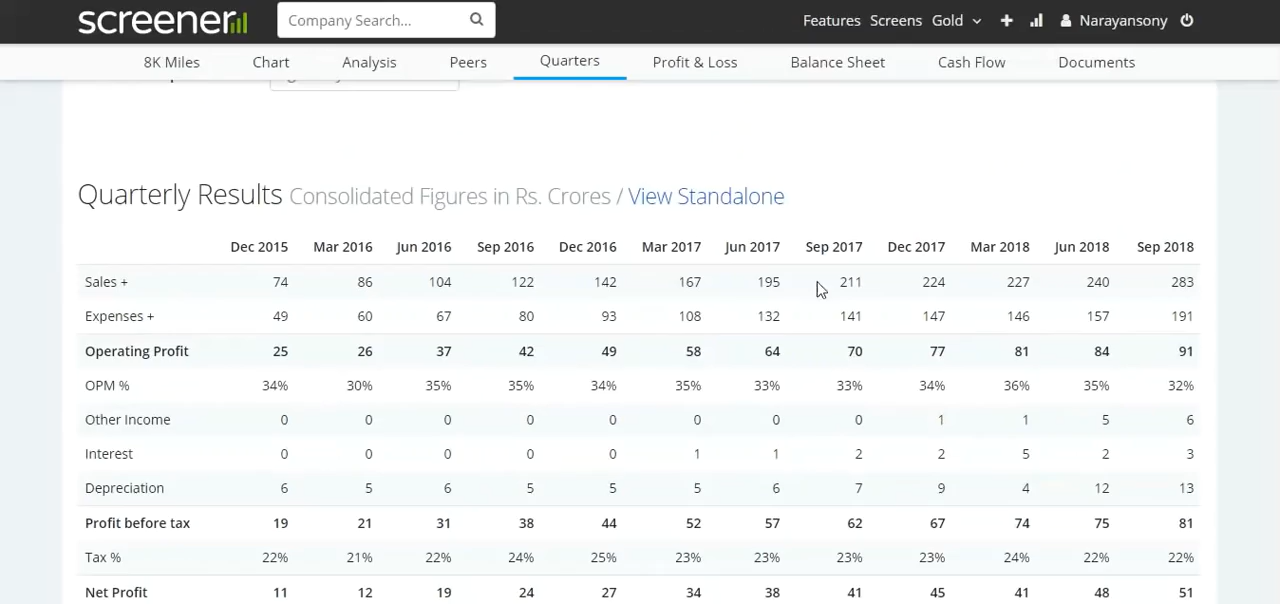 screener
Company Search...
Features Screens Gold Narayansony
8K Miles Chart Analysis Peers Quarters Profit & Loss Balance Sheet Cash Flow Documents
Quarterly Results Consolidated Figures in Rs. Crores / View Standalone
Dec 2015 Mar 2016 Jun 2016 Sep 2016 Dec 2016 Mar 2017 Jun 2017 Sep 2017 Dec 2017 Mar 2018 Jun 2018 Sep 2018
Sales + 74 86 104 122 142 167 195 211 224 227 240 283
Expenses + 49 60 67 80 93 108 132 141 147 146 157 191
Operating Profit 25 26 37 42 49 58 64 70 77 81 84 91
OPM % 34% 30% 35% 35% 34% 35% 33% 33% 34% 36% 35% 32%
Other Income 0 0 0 0 0 0 0 0 1 1 5 6
Interest 0 0 0 0 0 1 1 2 2 5 2 3
Depreciation 6 5 6 5 5 5 6 7 9 4 12 13
Profit before tax 19 21 31 38 44 52 57 62 67 74 75 81
Tax % 22% 21% 22% 24% 25% 23% 23% 23% 23% 24% 22% 22%
Net Profit 11 12 19 24 27 34 38 41 45 41 48 51